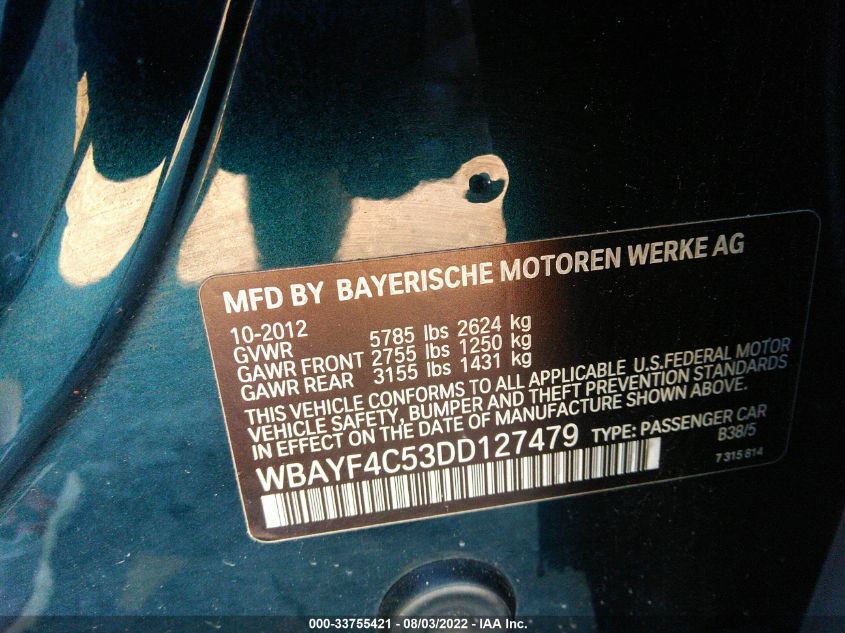 MFD BY BAYERISCHE MOTOREN WERKE AG
10-2012
GVWR 5785 lbs 2624 kg
GAWR FRONT 2755 lbs 1250 kg
GAWR REAR 3155 lbs 1431 kg
THIS VEHICLE CONFORMS TO ALL APPLICABLE U.S.FEDERAL MOTOR
VEHICLE SAFETY, BUMPER AND THEFT PREVENTION STANDARDS
IN EFFECT ON THE DATE OF MANUFACTURE SHOWN ABOVE.
WBAYF4C53DD127479 TYPE: PASSENGER CAR
B38/5
7 315 814
000-33755421 - 08/03/2022 - IAA Inc.